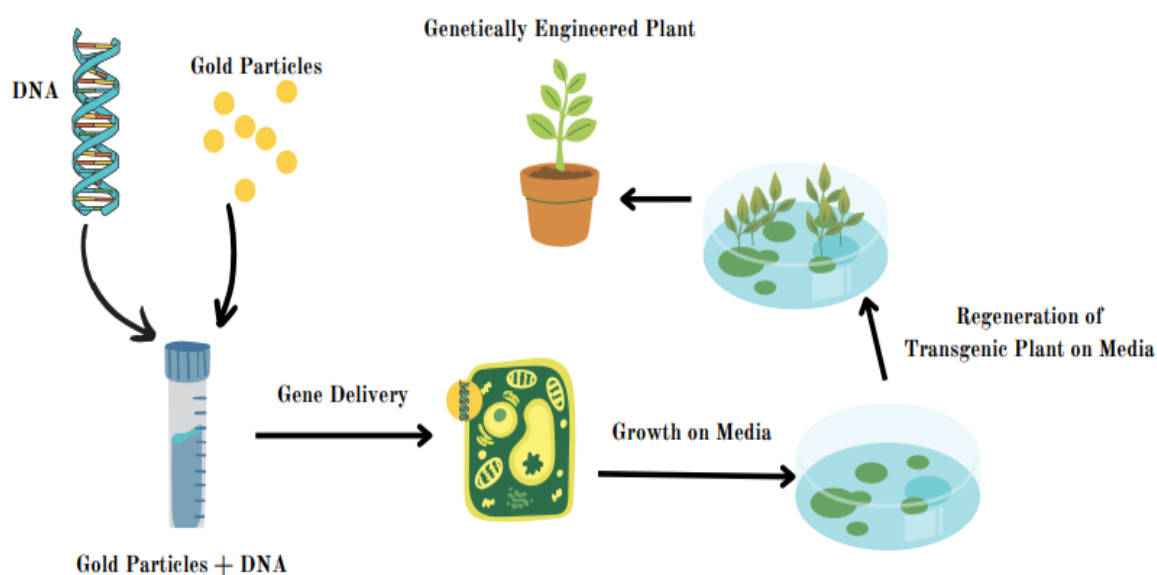 Genetically Engineered Plant
DNA
Gold Particles
Gene Delivery
Growth on Media
Regeneration of
Transgenic Plant on Media
Gold Particles + DNA